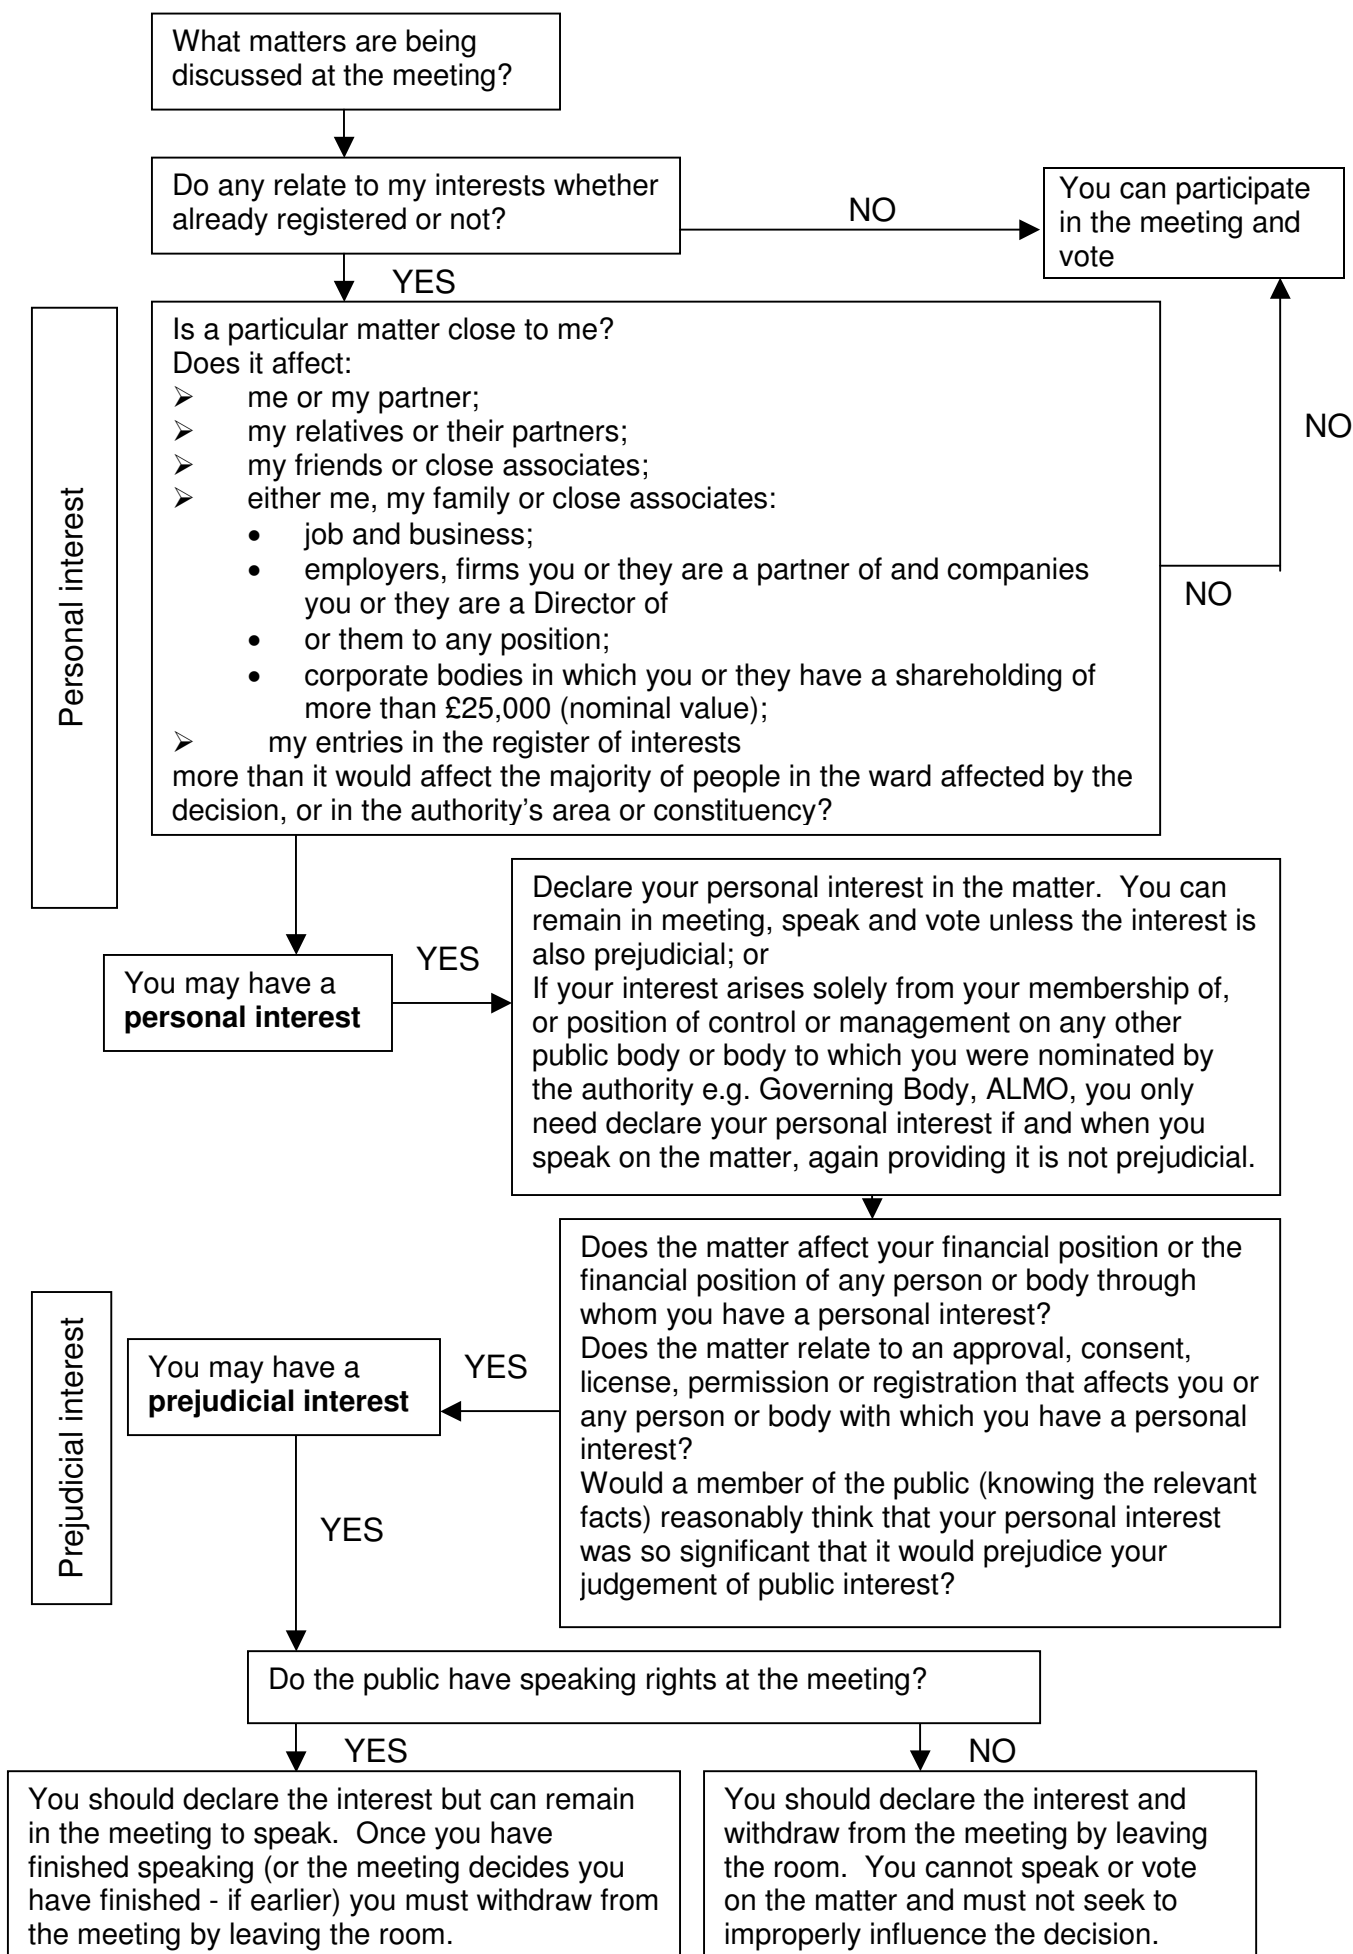 What matters are being
discussed at the meeting?
Do any relate to my interests whether
already registered or not?
NO
You can participate
in the meeting and
vote
YES
Personal interest
Is a particular matter close to me?
Does it affect:
➢ me or my partner;
➢ my relatives or their partners;
➢ my friends or close associates;
➢ either me, my family or close associates:
• job and business;
• employers, firms you or they are a partner of and companies
you or they are a Director of
• or them to any position;
• corporate bodies in which you or they have a shareholding of
more than £25,000 (nominal value);
➢ my entries in the register of interests
more than it would affect the majority of people in the ward affected by the
decision, or in the authority's area or constituency?
NO
NO
You may have a
personal interest
YES
Declare your personal interest in the matter. You can
remain in meeting, speak and vote unless the interest is
also prejudicial; or
If your interest arises solely from your membership of,
or position of control or management on any other
public body or body to which you were nominated by
the authority e.g. Governing Body, ALMO, you only
need declare your personal interest if and when you
speak on the matter, again providing it is not prejudicial.
Prejudicial interest
Does the matter affect your financial position or the
financial position of any person or body through
whom you have a personal interest?
Does the matter relate to an approval, consent,
license, permission or registration that affects you or
any person or body with which you have a personal
interest?
Would a member of the public (knowing the relevant
facts) reasonably think that your personal interest
was so significant that it would prejudice your
judgement of public interest?
YES
You may have a
prejudicial interest
YES
Do the public have speaking rights at the meeting?
YES
NO
You should declare the interest but can remain
in the meeting to speak. Once you have
finished speaking (or the meeting decides you
have finished - if earlier) you must withdraw from
the meeting by leaving the room.
You should declare the interest and
withdraw from the meeting by leaving
the room. You cannot speak or vote
on the matter and must not seek to
improperly influence the decision.